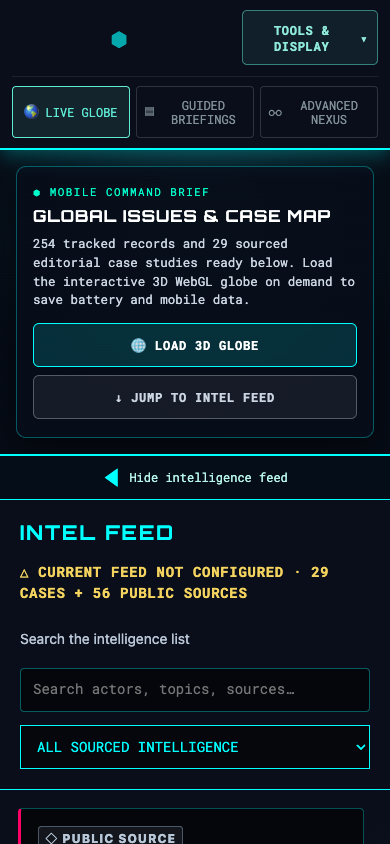 TOOLS &
DISPLAY
LIVE GLOBE
GUIDED
BRIEFINGS
ADVANCED
NEXUS
MOBILE COMMAND BRIEF
GLOBAL ISSUES & CASE MAP
254 tracked records and 29 sourced
editorial case studies ready below. Load
the interactive 3D WebGL globe on demand to
save battery and mobile data.
LOAD 3D GLOBE
↓ JUMP TO INTEL FEED
Hide intelligence feed
INTEL FEED
△ CURRENT FEED NOT CONFIGURED · 29
CASES + 56 PUBLIC SOURCES
Search the intelligence list
Search actors, topics, sources…
ALL SOURCED INTELLIGENCE
◇ PUBLIC SOURCE